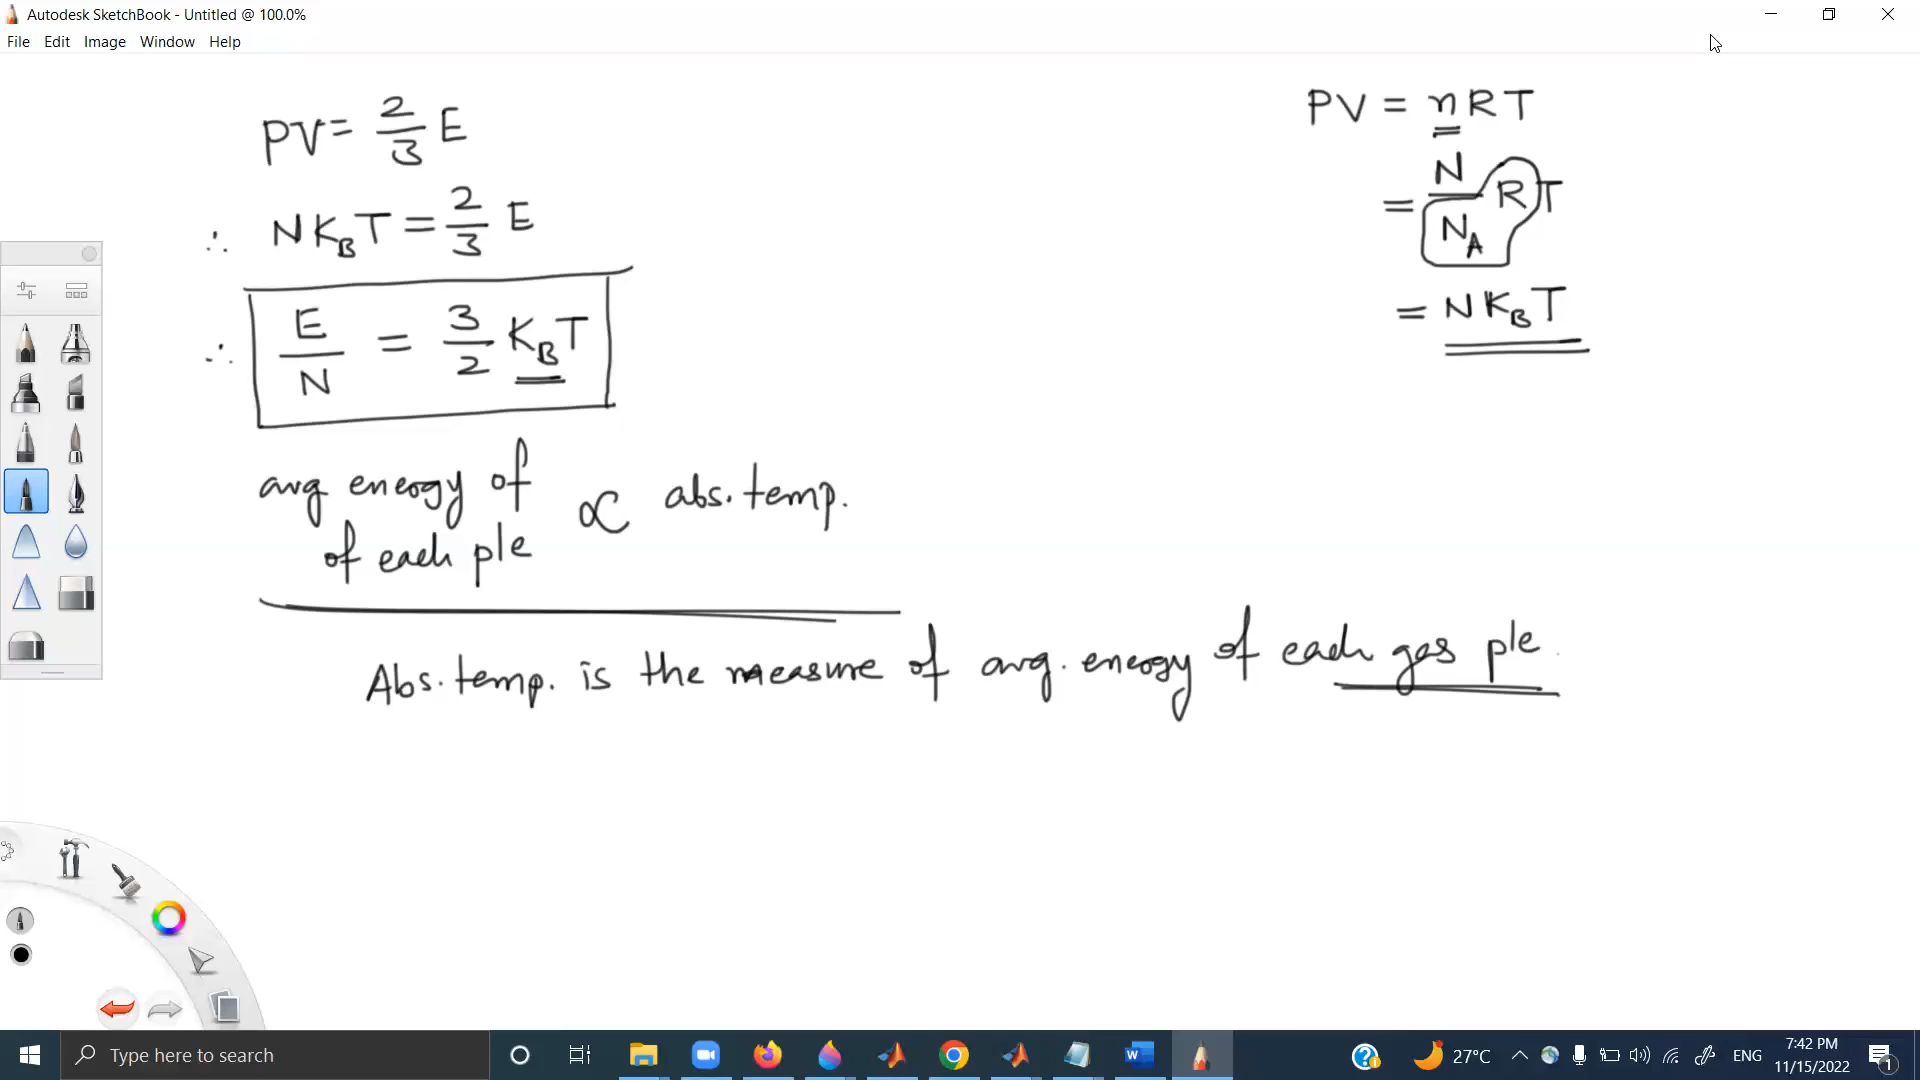 Autodesk SketchBook - Untitled @ 100.0%
File Edit Image Window Help
PV = 2/3 E
∴ NK_BT = 2/3 E
∴ E/N = 3/2 K_BT
avg energy of
of each ple ∝ abs. temp.
PV = nRT
= N/N_A RT
= NK_BT
Abs. temp. is the measure of avg. energy of each gas ple.
Type here to search
27°C
ENG
7:42 PM
11/15/2022
1